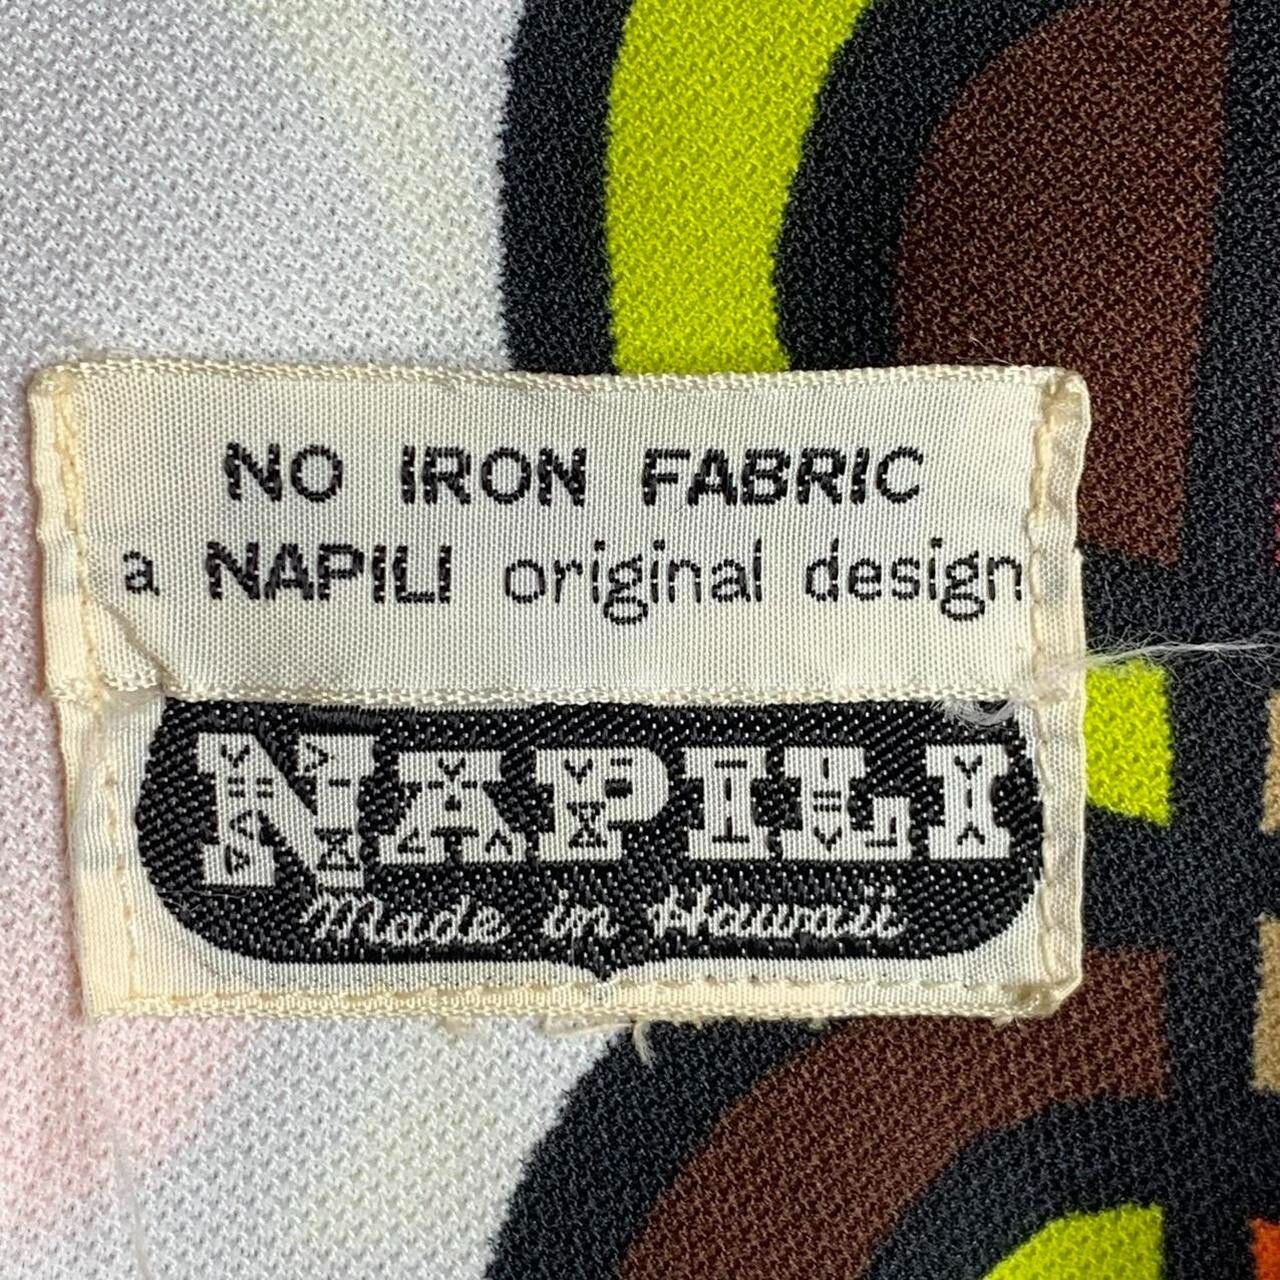 NO IRON FABRIC
a NAPILI original design
NAPILI
Made in Hawaii